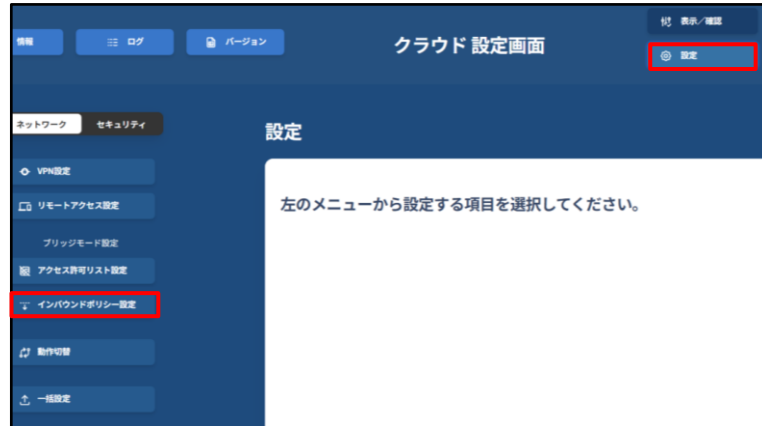 情報
ログ
バージョン
クラウド 設定画面
表示／確認
設定
ネットワーク
セキュリティ
設定
VPN設定
リモートアクセス設定
ブリッジモード設定
アクセス許可リスト設定
インバウンドポリシー設定
動作切替
一括設定
左のメニューから設定する項目を選択してください。